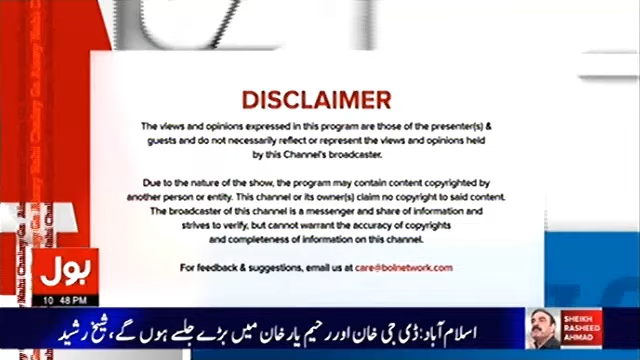 DISCLAIMER
The views and opinions expressed in this program are those of the presenter(s) &
guests and do not necessarily reflect or represent the views and opinions held
by this Channel's broadcaster.
Due to the nature of the show, the program may contain content copyrighted by
another person or entity. This channel or its owner(s) claim no copyright to said content.
The broadcaster of this channel is a messenger and share of information and
strives to verify, but cannot warrant the accuracy of copyrights
and completeness of information on this channel.
For feedback & suggestions, email us at care@bolnetwork.com
بول
10 48 PM
اسلام آباد: ڈی جی خان اور رحیم یار خان میں بڑے جلسے ہوں گے، شیخ رشید
SHEIKH
RASHEED
AHMAD